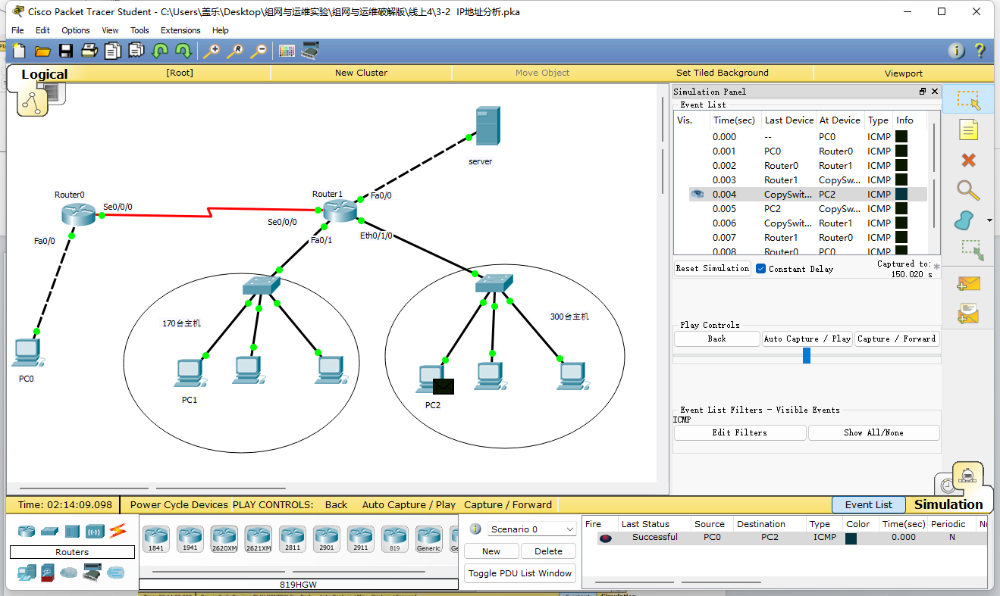 Cisco Packet Tracer Student - C:\Users\盖乐\Desktop\组网与运维实验\组网与运维破解版\线上4\3-2 IP地址分析.pka
File Edit Options View Tools Extensions Help
Logical [Root] New Cluster Move Object Set Tiled Background Viewport
Simulation Panel
Event List
Vis. Time(sec) Last Device At Device Type Info
0.000 -- PC0 ICMP
0.001 PC0 Router0 ICMP
0.002 Router0 Router1 ICMP
0.003 Router1 CopySw... ICMP
0.004 CopySwit... PC2 ICMP
0.005 PC2 CopySw... ICMP
0.006 CopySwit... Router1 ICMP
0.007 Router1 Router0 ICMP
0.008 Router0 PC0 ICMP
Reset Simulation Constant Delay Captured to: *
150.020 s
Play Controls
Back Auto Capture / Play Capture / Forward
Event List Filters - Visible Events
ICMP
Edit Filters Show All/None
server
Router0
Se0/0/0
Fa0/0
Router1
Fa0/0
Se0/0/0
Fa0/1
Eth0/1/0
170台主机
300台主机
PC0
PC1
PC2
Time: 02:14:09.098 Power Cycle Devices PLAY CONTROLS: Back Auto Capture / Play Capture / Forward Event List Simulation
Routers
1841 1941 2620XM 2621XM 2811 2901 2911 819 Generic Ge
819HGW
Scenario 0
New Delete
Toggle PDU List Window
Fire Last Status Source Destination Type Color Time(sec) Periodic Nu
Successful PC0 PC2 ICMP 0.000 N